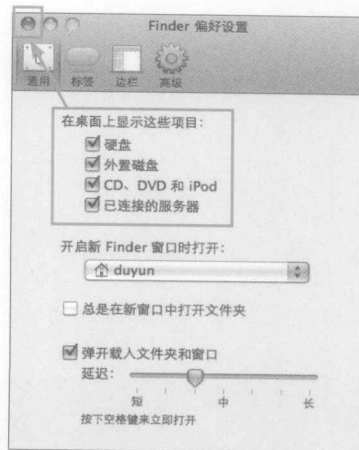 Finder 偏好设置
通用 标签 边栏 高级
在桌面上显示这些项目：
硬盘
外置磁盘
CD、DVD 和 iPod
已连接的服务器
开启新 Finder 窗口时打开：
duyun
总是在新窗口中打开文件夹
弹开载入文件夹和窗口
延迟：
短 中 长
按下空格键来立即打开